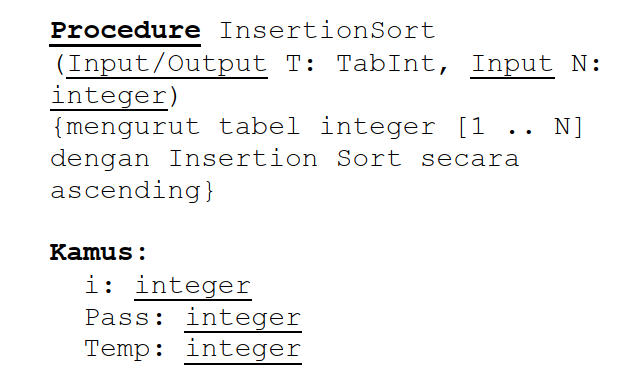 Procedure InsertionSort
(Input/Output T: TabInt, Input N:
integer)
{mengurut tabel integer [1 .. N]
dengan Insertion Sort secara
ascending}
Kamus:
i: integer
Pass: integer
Temp: integer